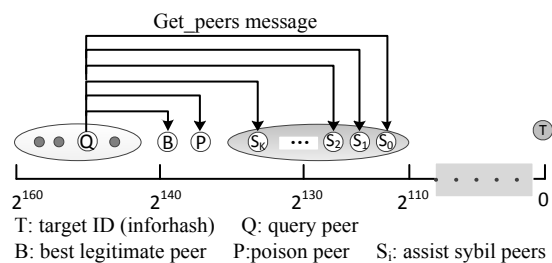 Get_peers message
Q B P S_K ... S_2 S_1 S_0 T
2^160 2^140 2^130 2^110 0
T: target ID (inforhash) Q: query peer
B: best legitimate peer P:poison peer S_i: assist sybil peers